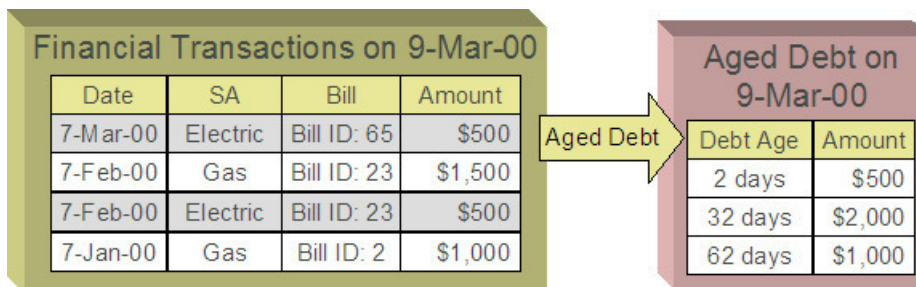 Financial Transactions on 9-Mar-00
Date SA Bill Amount
7-Mar-00 Electric Bill ID: 65 $500
7-Feb-00 Gas Bill ID: 23 $1,500
7-Feb-00 Electric Bill ID: 23 $500
7-Jan-00 Gas Bill ID: 2 $1,000
Aged Debt
Aged Debt on
9-Mar-00
Debt Age Amount
2 days $500
32 days $2,000
62 days $1,000